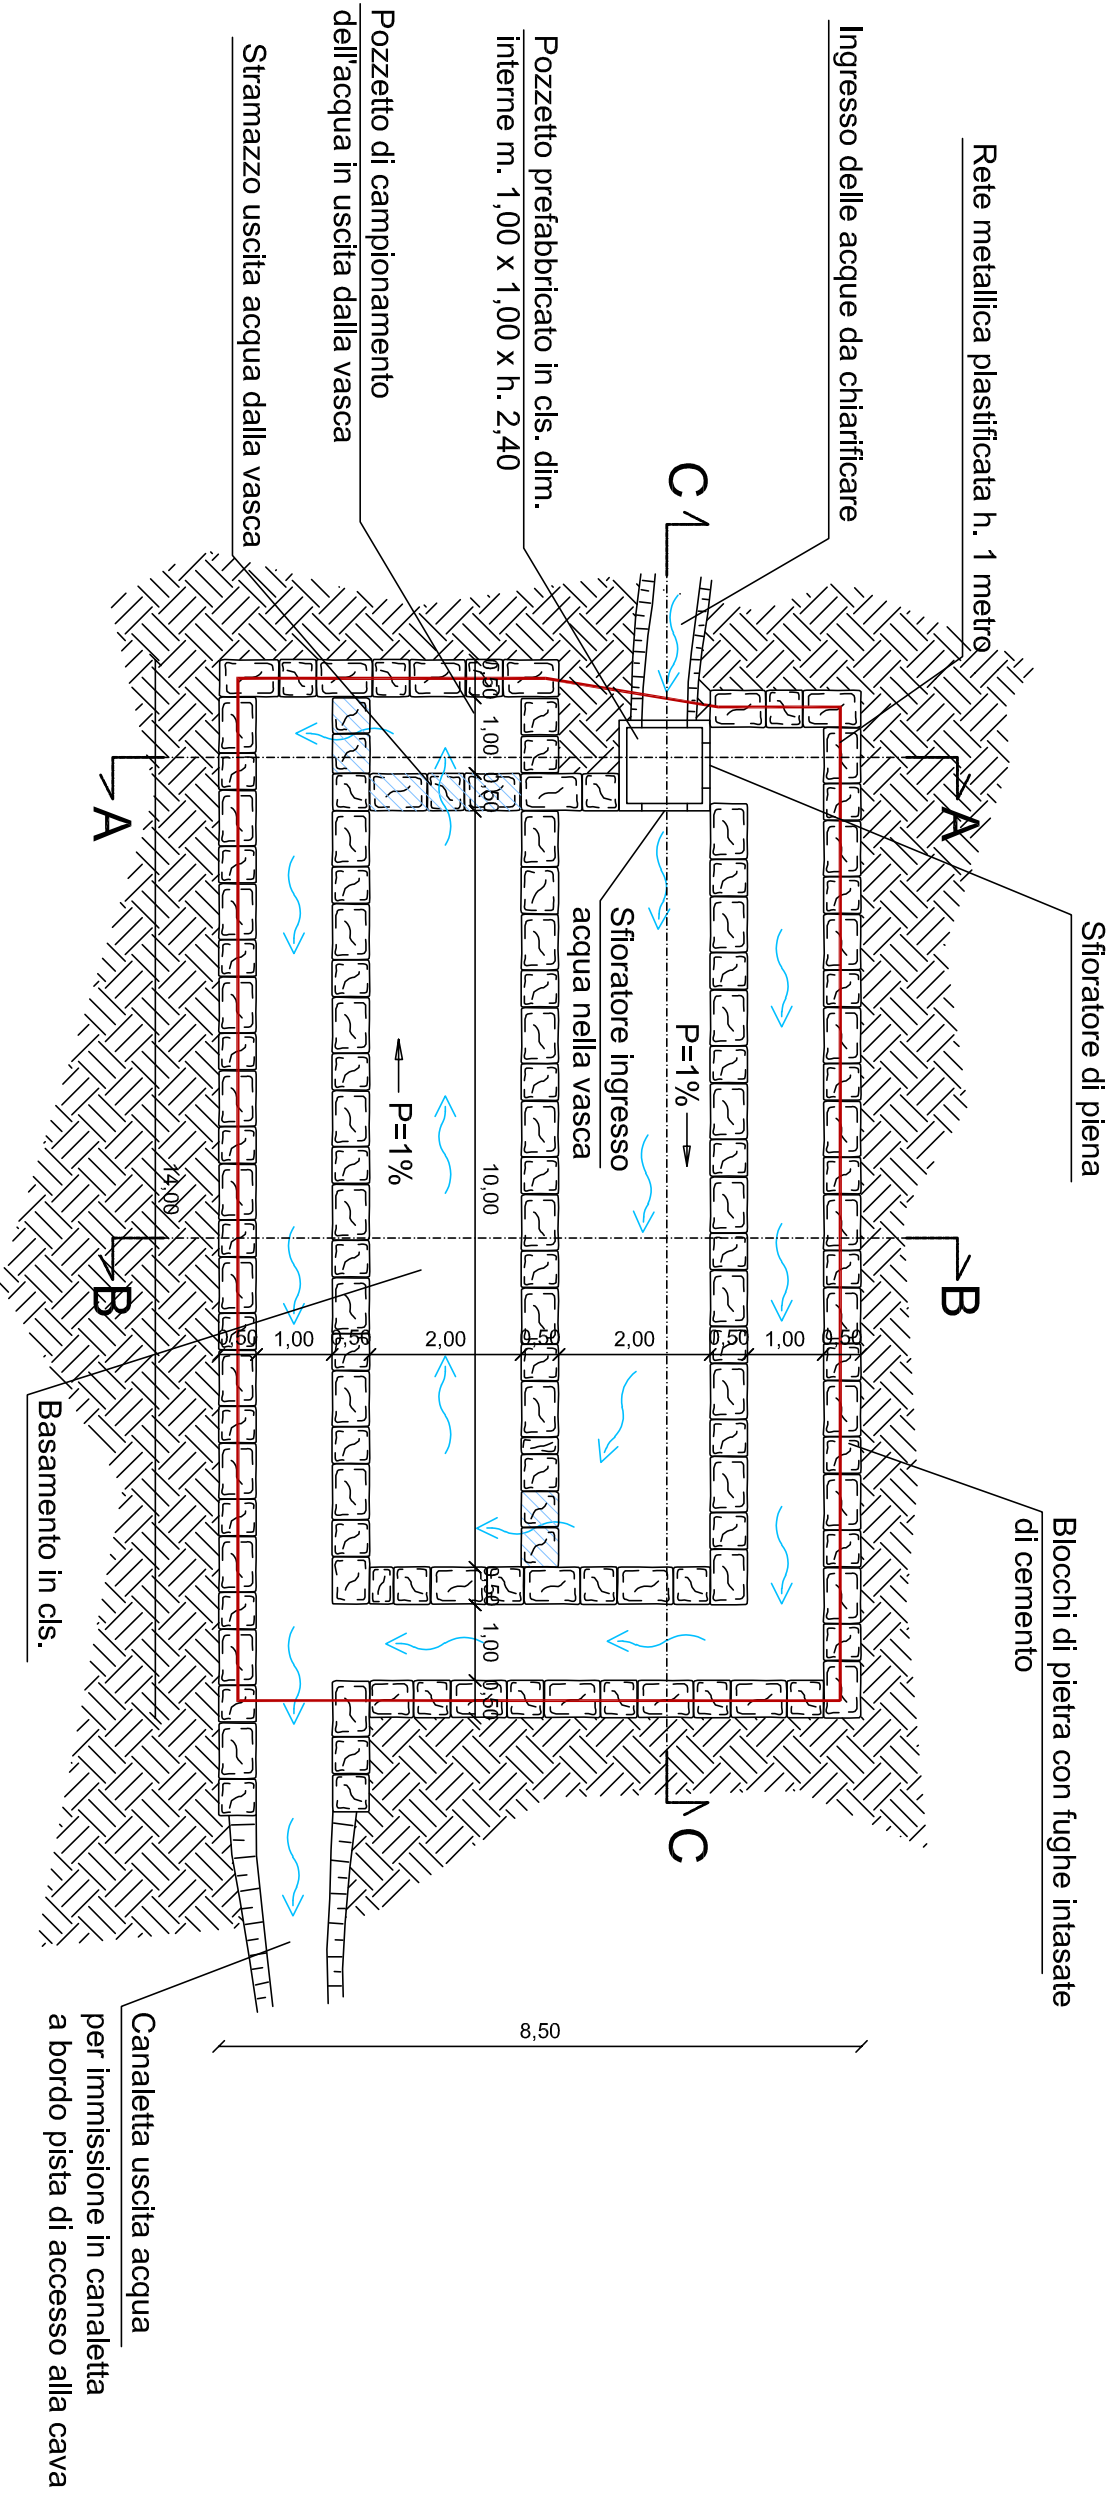 Rete metallica plastificata h. 1 metro
Ingresso delle acque da chiarificare
Pozzetto prefabbricato in cls. dim.
interne m. 1,00 x 1,00 x h. 2,40
Pozzetto di campionamento
dell'acqua in uscita dalla vasca
Stramazzo uscita acqua dalla vasca
C
C
A
A
B
B
Sfioratore di piena
Sfioratore ingresso
acqua nella vasca
P=1%
P=1%
0,50
1,00
0,50
10,00
0,50
1,00
0,50
14,00
0,50
1,00
0,50
2,00
0,50
2,00
0,50
1,00
0,50
8,50
Blocchi di pietra con fughe intasate
di cemento
Basamento in cls.
Canaletta uscita acqua
per immissione in canaletta
a bordo pista di accesso alla cava